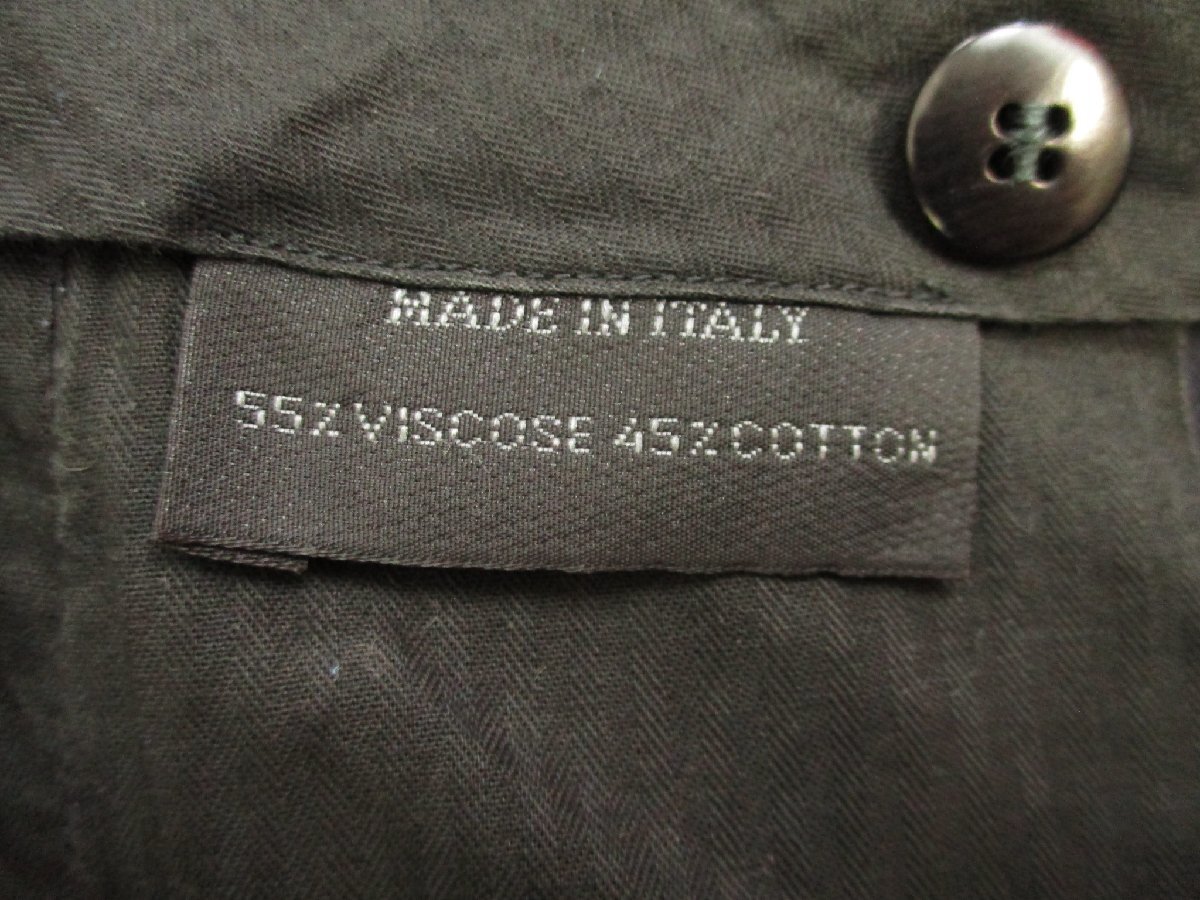 MADE IN ITALY
55% VISCOSE 45% COTTON